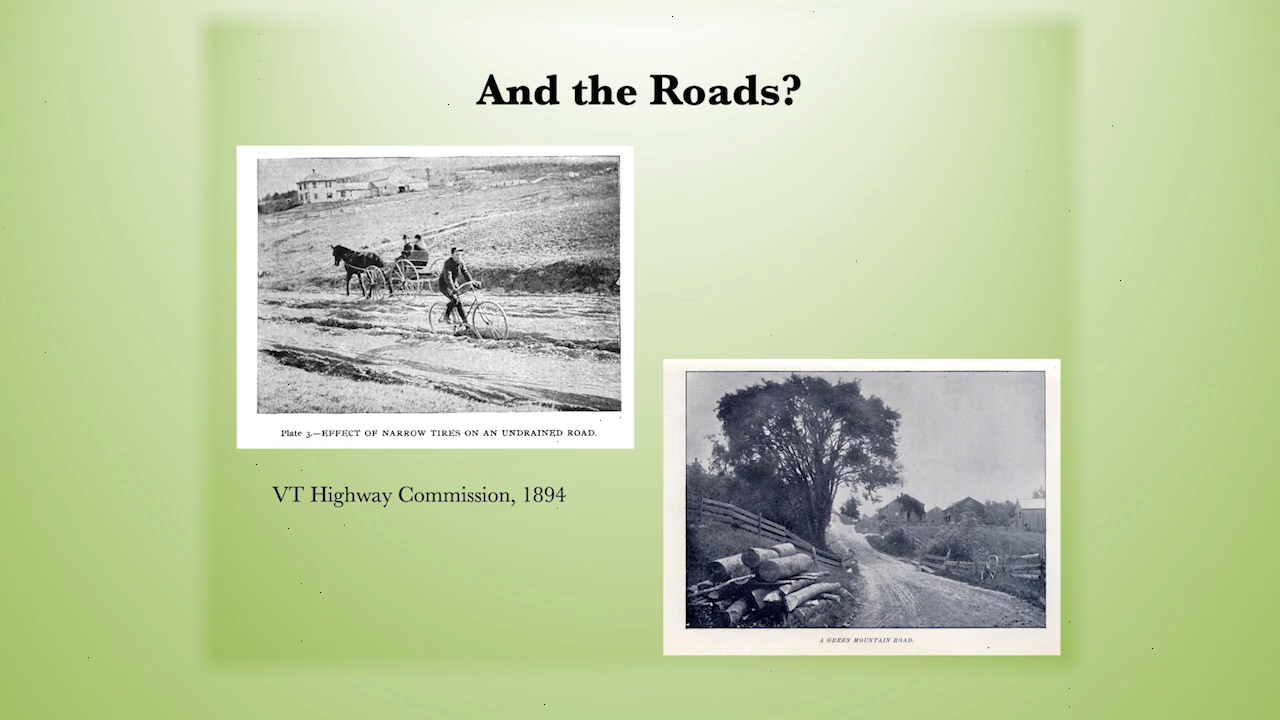 And the Roads?
Plate 3.—EFFECT OF NARROW TIRES ON AN UNDRAINED ROAD.
VT Highway Commission, 1894
A GREEN MOUNTAIN ROAD.